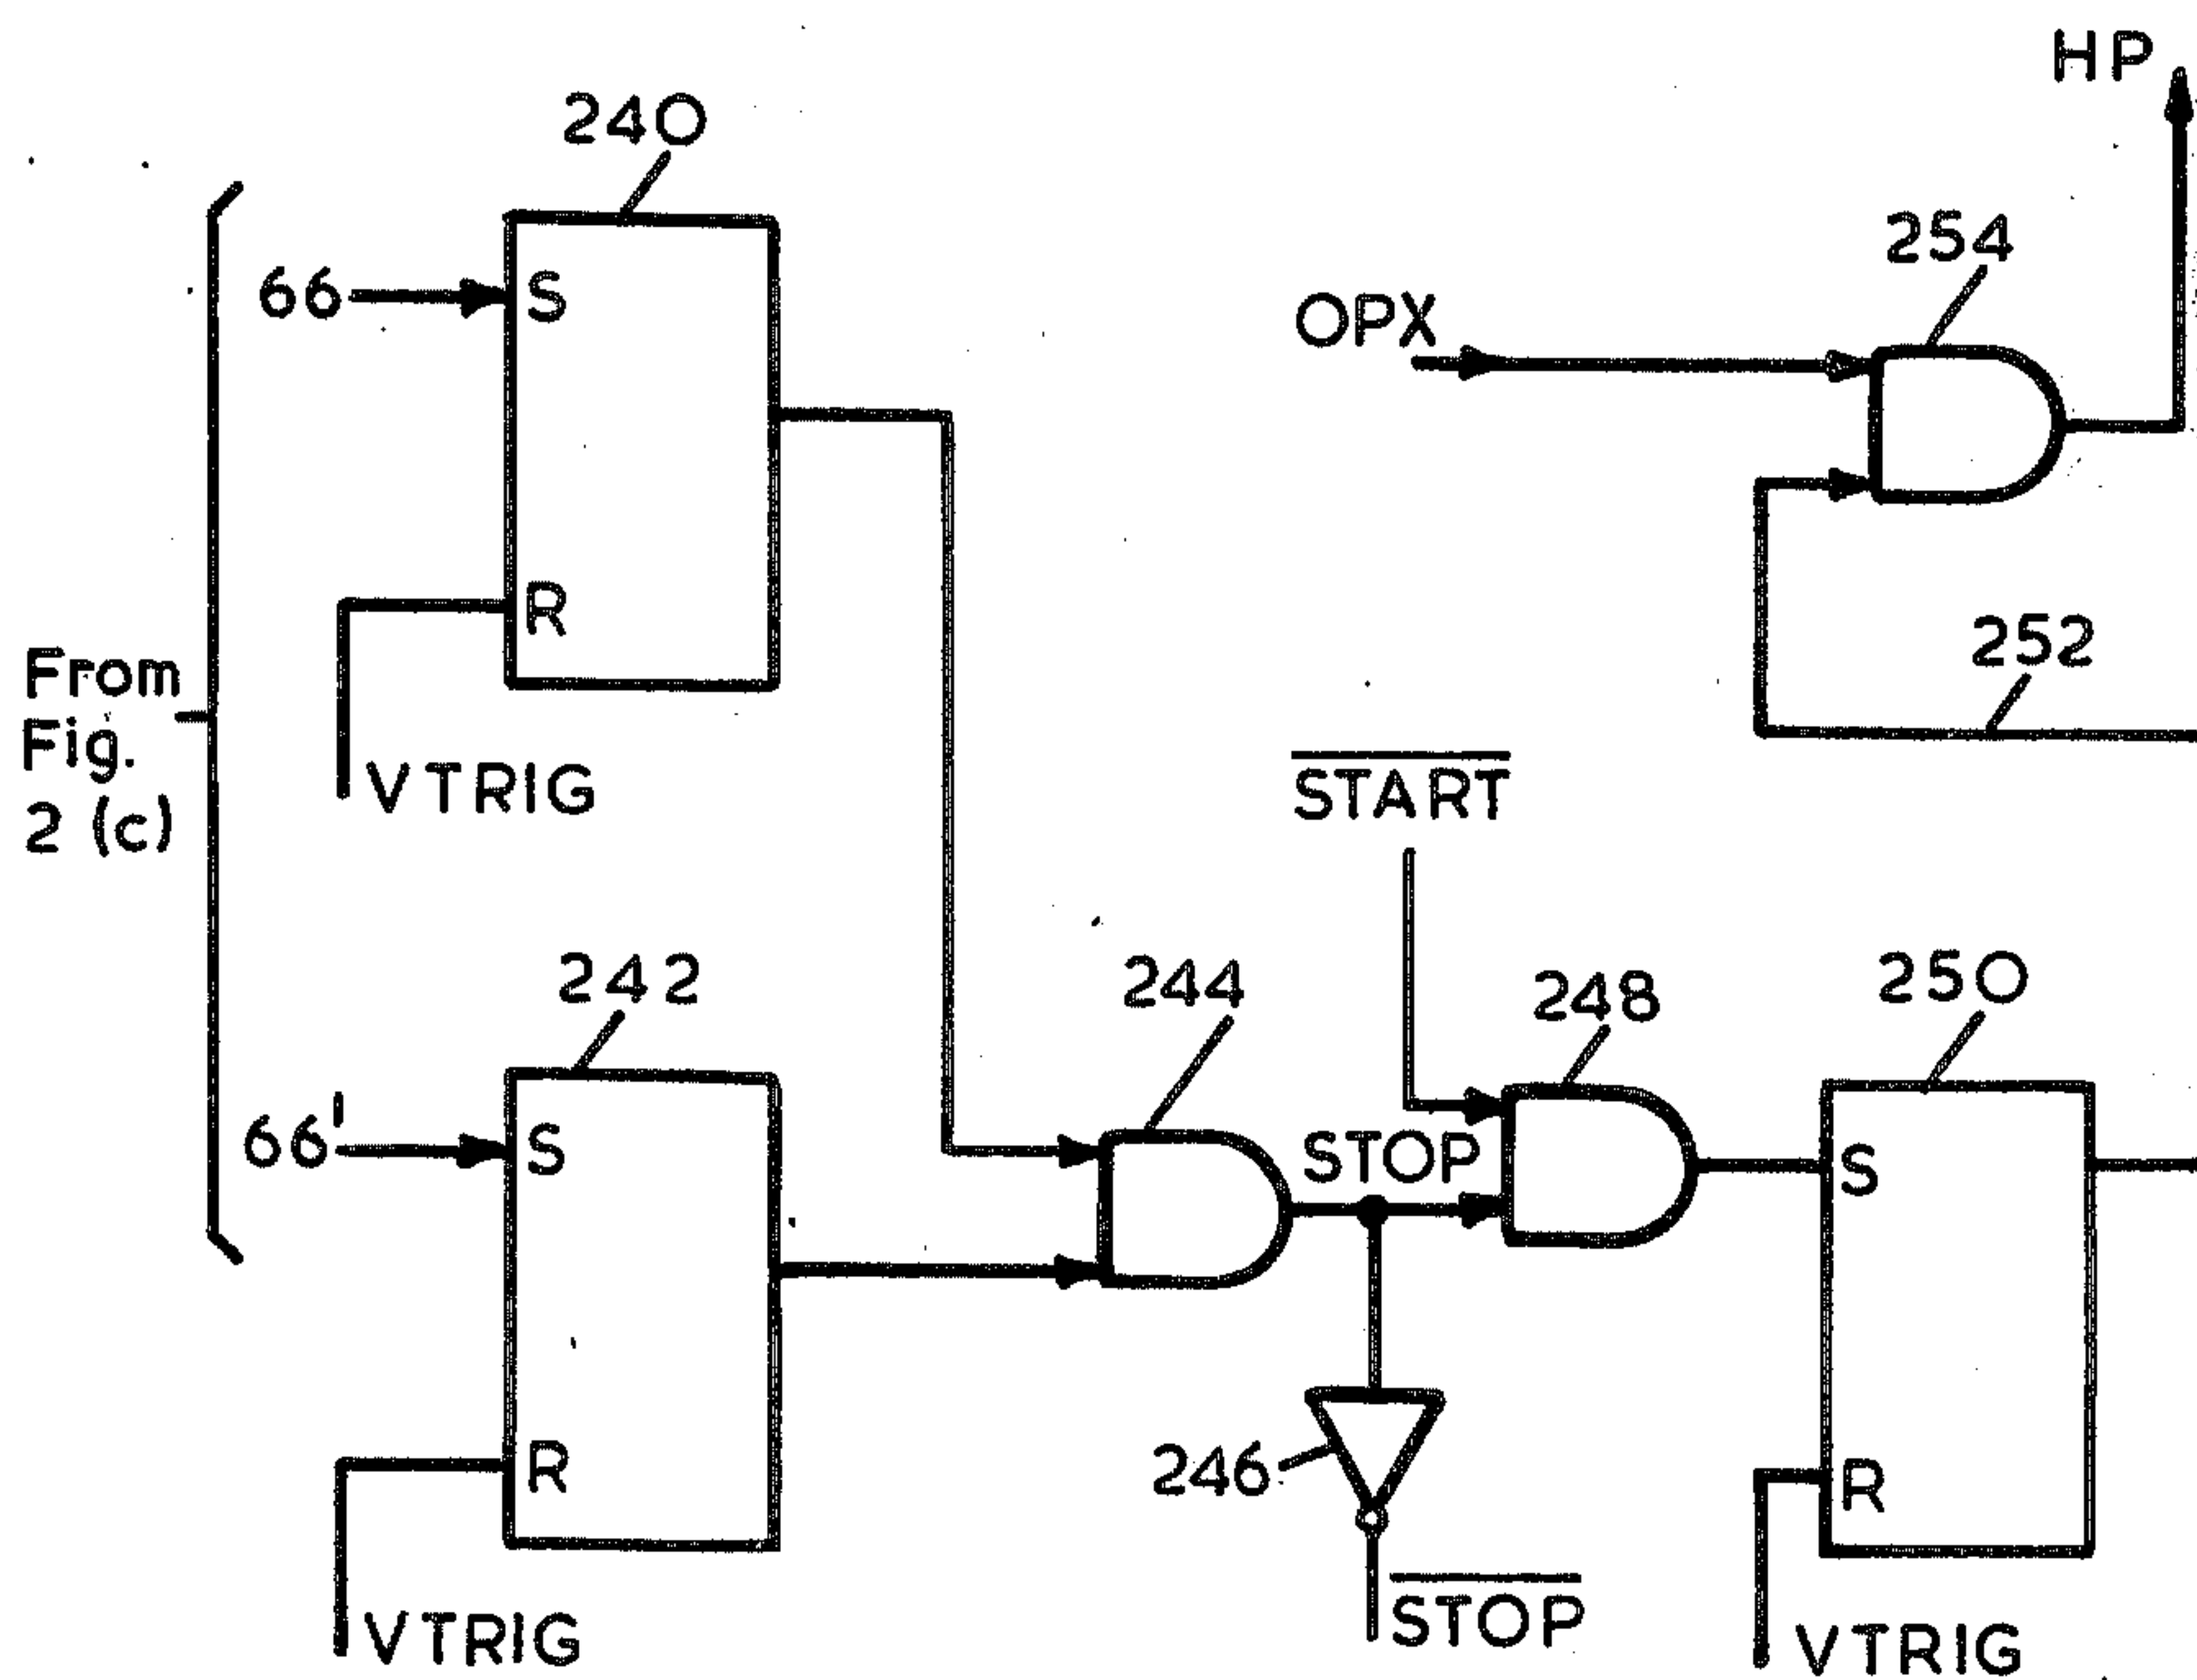 HP
240
254
66
S
OPX
R
252
From
Fig.
2 (c)
VTRIG
START
242
244
248
250
66'
S
STOP
S
246
R
R
STOP
VTRIG
VTRIG